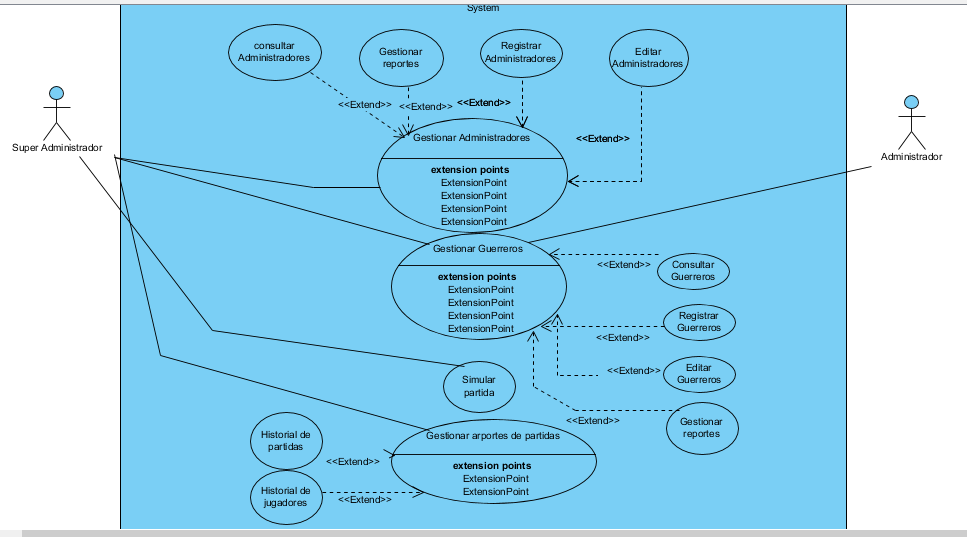 System
consultar
Administradores
Gestionar
reportes
Registrar
Administradores
Editar
Administradores
<<Extend>>
<<Extend>>
<<Extend>>
<<Extend>>
Super Administrador
Administrador
Gestionar Administradores
extension points
ExtensionPoint
ExtensionPoint
ExtensionPoint
ExtensionPoint
Gestionar Guerreros
extension points
ExtensionPoint
ExtensionPoint
ExtensionPoint
ExtensionPoint
<<Extend>>
Consultar
Guerreros
Registrar
Guerreros
<<Extend>>
<<Extend>>
Editar
Guerreros
Simular
partida
Gestionar
reportes
<<Extend>>
Historial de
partidas
<<Extend>>
Gestionar arportes de partidas
extension points
ExtensionPoint
ExtensionPoint
Historial de
jugadores
<<Extend>>